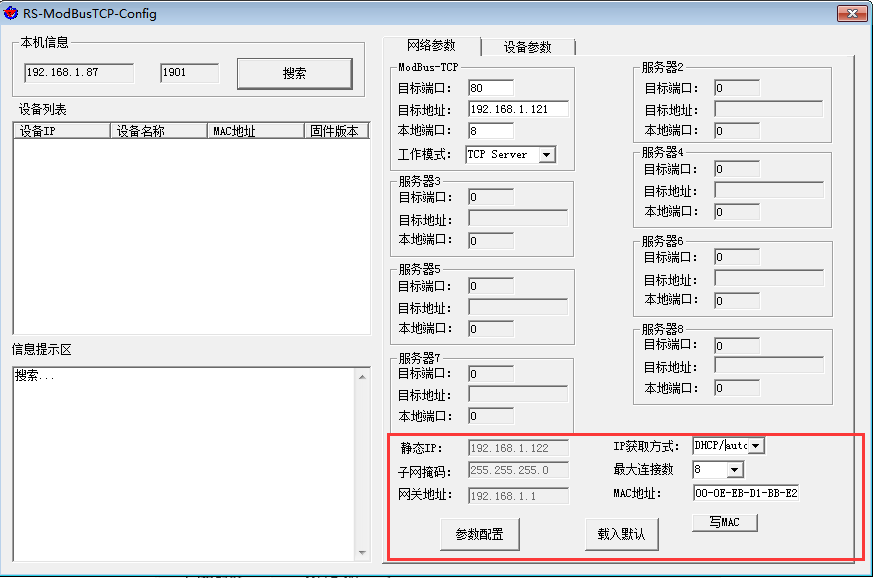 RS-ModBusTCP-Config
本机信息
192.168.1.87
1901
搜索
设备列表
设备IP 设备名称 MAC地址 固件版本
信息提示区
搜索...
网络参数 设备参数
ModBus-TCP
目标端口: 80
目标地址: 192.168.1.121
本地端口: 8
工作模式: TCP Server
服务器2
目标端口: 0
目标地址:
本地端口: 0
服务器3
目标端口: 0
目标地址:
本地端口: 0
服务器4
目标端口: 0
目标地址:
本地端口: 0
服务器5
目标端口: 0
目标地址:
本地端口: 0
服务器6
目标端口: 0
目标地址:
本地端口: 0
服务器7
目标端口: 0
目标地址:
本地端口: 0
服务器8
目标端口: 0
目标地址:
本地端口: 0
静态IP: 192.168.1.122
子网掩码: 255.255.255.0
网关地址: 192.168.1.1
IP获取方式: DHCP/auto
最大连接数 8
MAC地址: 00-0E-EB-D1-BB-E2
参数配置
载入默认
写MAC